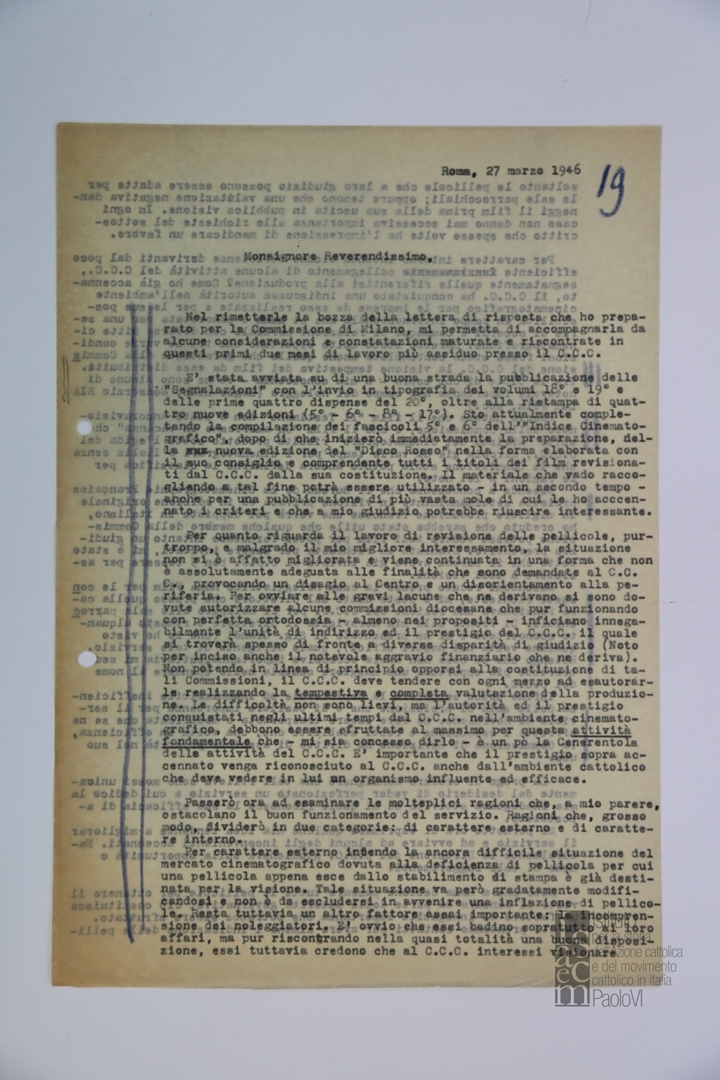 Roma, 27 marzo 1946
19
Monsignore Reverendissimo,
Nel rimetterle la bozza della lettera di risposta che ho prepa-
rato per la Commissione di Milano, mi permetta di accompagnarla da
alcune considerazioni e constatazioni maturate e riscontrate in
questi primi due mesi di lavoro più assiduo presso il C.C.C.
E' stata avviata su di una buona strada la pubblicazione delle
"Segnalazioni" con l'invio in tipografia dei volumi 18° e 19° e
delle prime quattro dispense del 20°, oltre alla ristampa di quat-
tro nuove edizioni (5° - 6° - 8° - 17°). Sto attualmente comple-
tando la compilazione dei fascicoli 5° e 6° dell'"Indice Cinemato-
grafico", dopo di che inizierò immediatamente la preparazione, del-
la nuova edizione del "Disco Rosso" nella forma elaborata con
il suo consiglio e comprendente tutti i titoli dei film revisiona-
ti dal C.C.C. dalla sua costituzione. Il materiale che vado racco-
gliendo a tal fine potrà essere utilizzato - in un secondo tempo -
anche per una pubblicazione di più vasta mole di cui le ho accen-
nato i criteri e che a mio giudizio potrebbe riuscire interessante.
Per quanto riguarda il lavoro di revisione delle pellicole, pur-
troppo, e malgrado il mio migliore interessamento, la situazione
non si è affatto migliorata e viene continuata in una forma che non
è assolutamente adeguata alle finalità che sono demandate al C.C.
C., provocando un disagio al Centro e un disorientamento alla pe-
riferia. Per ovviare alle gravi lacune che ne derivano si sono do-
vute autorizzare alcune commissioni diocesane che pur funzionando
con perfetta ortodossia - almeno nei propositi - inficiano innega-
bilmente l'unità di indirizzo ed il prestigio del C.C.C. il quale
si troverà spesso di fronte a diverse disparità di giudizio (Noto
per inciso anche il notevole aggravio finanziario che ne deriva).
Non potendo in linea di principio opporsi alla costituzione di ta-
li Commissioni, il C.C.C. deve tendere con ogni mezzo ad esautorar-
le realizzando la tempestiva e completa valutazione della produzio-
ne. Le difficoltà non sono lievi, ma l'autorità ed il prestigio
conquistati negli ultimi tempi dal C.C.C. nell'ambiente cinemato-
grafico, debbono essere sfruttate al massimo per questa attività
fondamentale che - mi sia concesso dirlo - è un pò la Cenerentola
delle attività del C.C.C. E' importante che il prestigio sopra ac-
cennato venga riconosciuto al C.C.C. anche dall'ambiente cattolico
che deve vedere in lui un organismo influente ed efficace.
Passerò ora ad esaminare le molteplici ragioni che, a mio parere,
ostacolano il buon funzionamento del servizio. Ragioni che, grosso
modo, dividerò in due categorie: di carattere esterno e di caratte-
re interno.
Per carattere esterno intendo la ancora difficile situazione del
mercato cinematografico dovuta alla deficienza di pellicola per cui
una pellicola appena esce dallo stabilimento di stampa è già desti-
nata per la visione. Tale situazione va però gradatamente modifi-
candosi e non è da escludersi in avvenire una inflazione di pellico-
le. Resta tuttavia un altro fattore assai importante: la incompren-
sione dei noleggiatori. E' ovvio che essi badino sopratutto ai loro
affari, ma pur riscontrando nella quasi totalità una buona disposi-
zione, essi tuttavia credono che al C.C.C. interessi visionare
azione cattolica
e del movimento
cattolico in Italia
PaoloVI